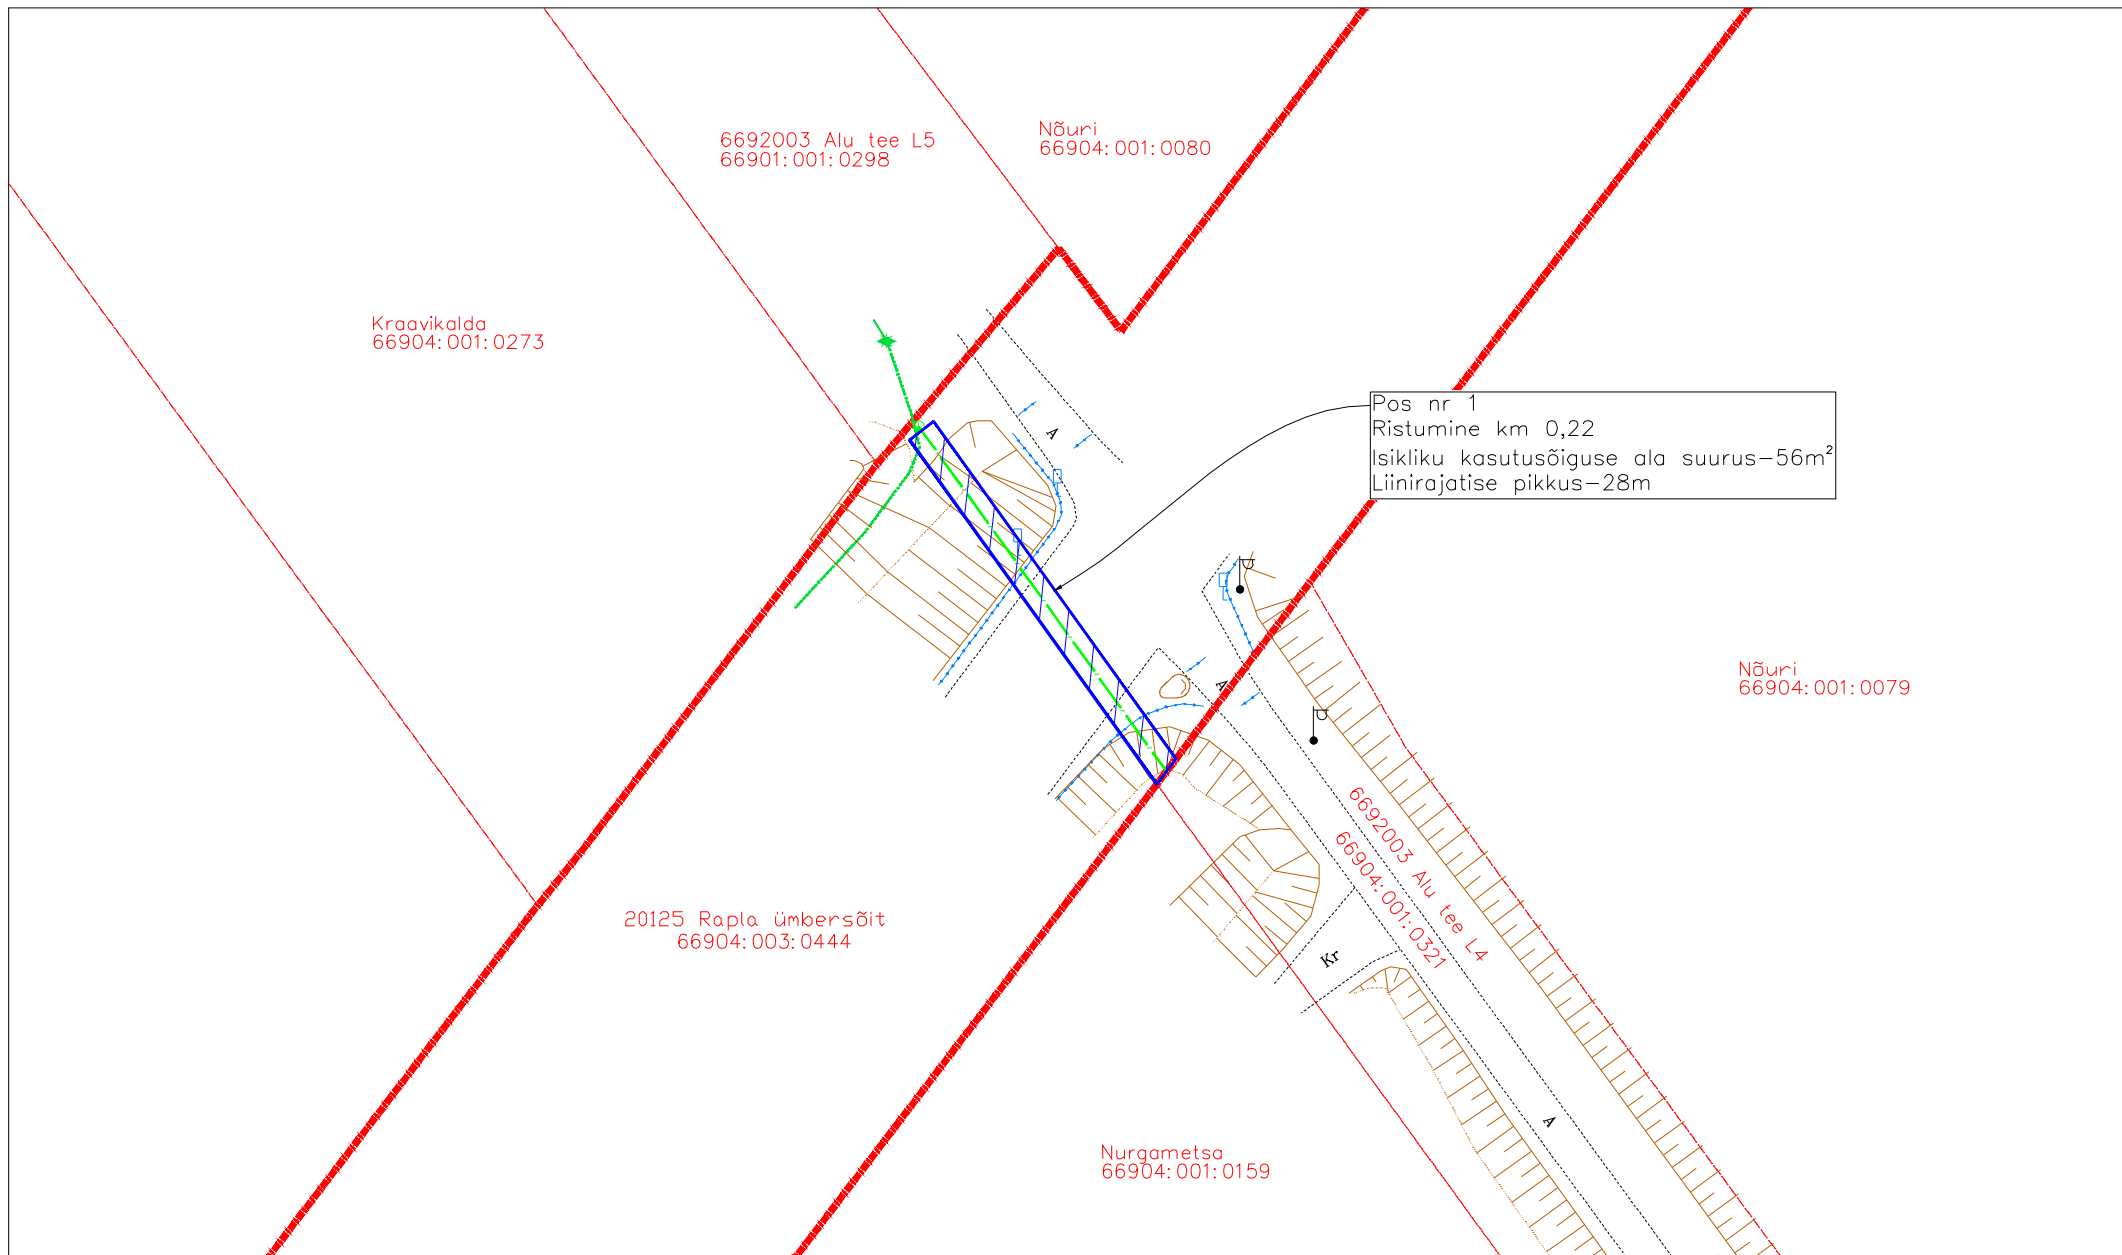 6692003 Alu tee L5
66901:001:0298
Nõuri
66904:001:0080
Kraavikalda
66904:001:0273
A
Pos nr 1
Ristumine km 0,22
Isikliku kasutusõiguse ala suurus-56m²
Liinirajatise pikkus-28m
A
Nõuri
66904:001:0079
6692003 Alu tee L4
66904:001:0321
20125 Rapla ümbersõit
66904:003:0444
Kr
A
Nurgametsa
66904:001:0159